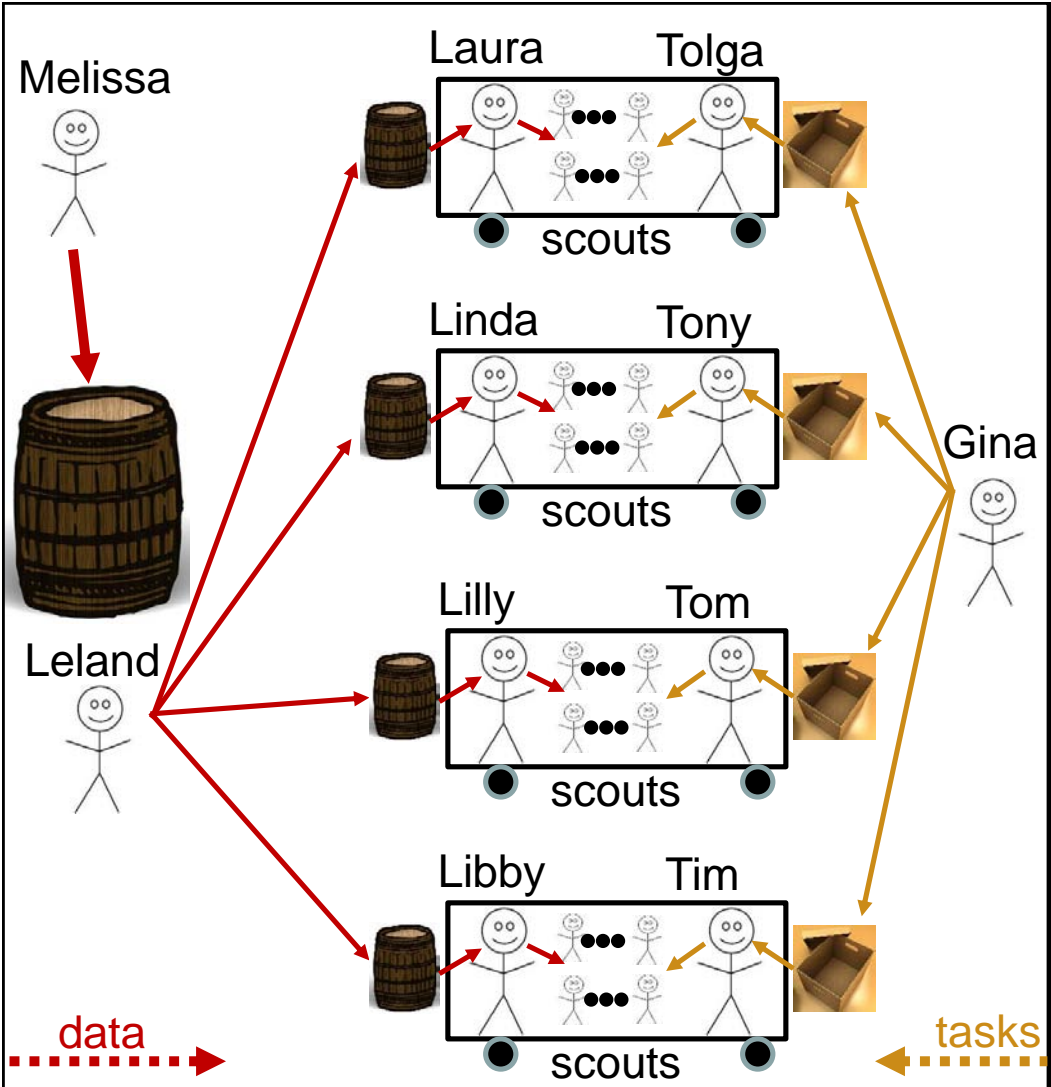 Laura
Tolga
Melissa
scouts
Linda
Tony
Gina
scouts
Lilly
Tom
Leland
scouts
Libby
Tim
data
tasks
scouts